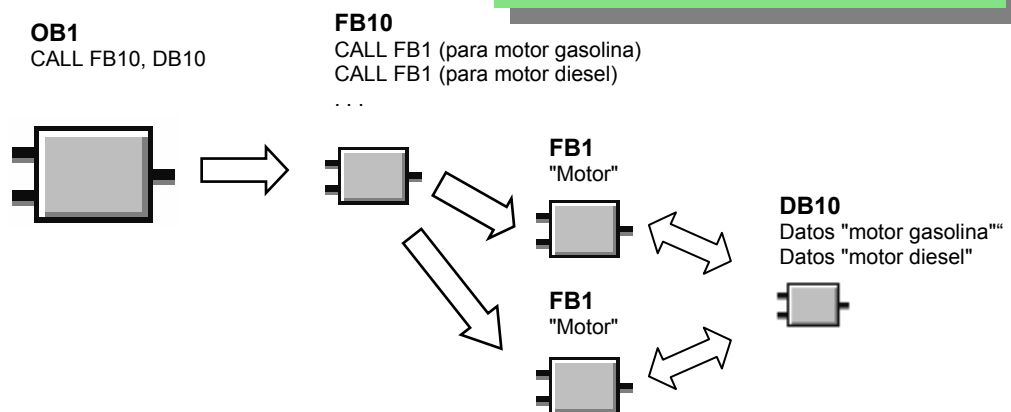 OB1
CALL FB10, DB10
FB10
CALL FB1 (para motor gasolina)
CALL FB1 (para motor diesel)
. . .
FB1
"Motor"
DB10
Datos "motor gasolina"“
Datos "motor diesel"
FB1
"Motor"